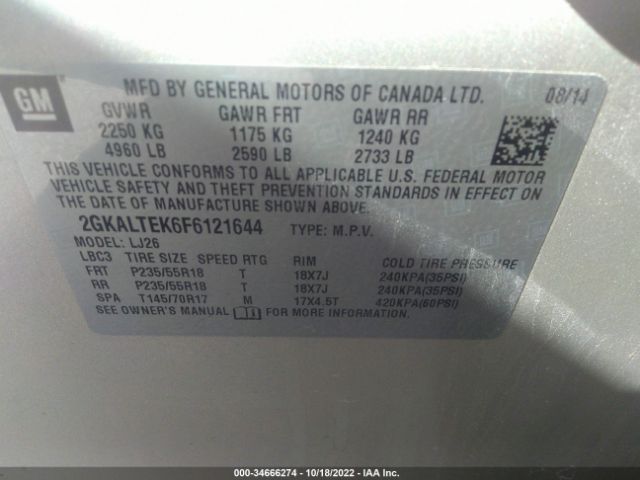 GM
MFD BY GENERAL MOTORS OF CANADA LTD. 08/14
GVWR GAWR FRT GAWR RR
2250 KG 1175 KG 1240 KG
4960 LB 2590 LB 2733 LB
THIS VEHICLE CONFORMS TO ALL APPLICABLE U.S. FEDERAL MOTOR
VEHICLE SAFETY AND THEFT PREVENTION STANDARDS IN EFFECT ON
THE DATE OF MANUFACTURE SHOWN ABOVE.
2GKALTEK6F6121644 TYPE: M.P.V.
MODEL: LJ26
LBC3 TIRE SIZE SPEED RTG RIM COLD TIRE PRESSURE
FRT P235/55R18 T 18X7J 240KPA(35PSI)
RR P235/55R18 T 18X7J 240KPA(35PSI)
SPA T145/70R17 M 17X4.5T 420KPA(60PSI)
SEE OWNER'S MANUAL FOR MORE INFORMATION.
000-34666274 - 10/18/2022 - IAA Inc.